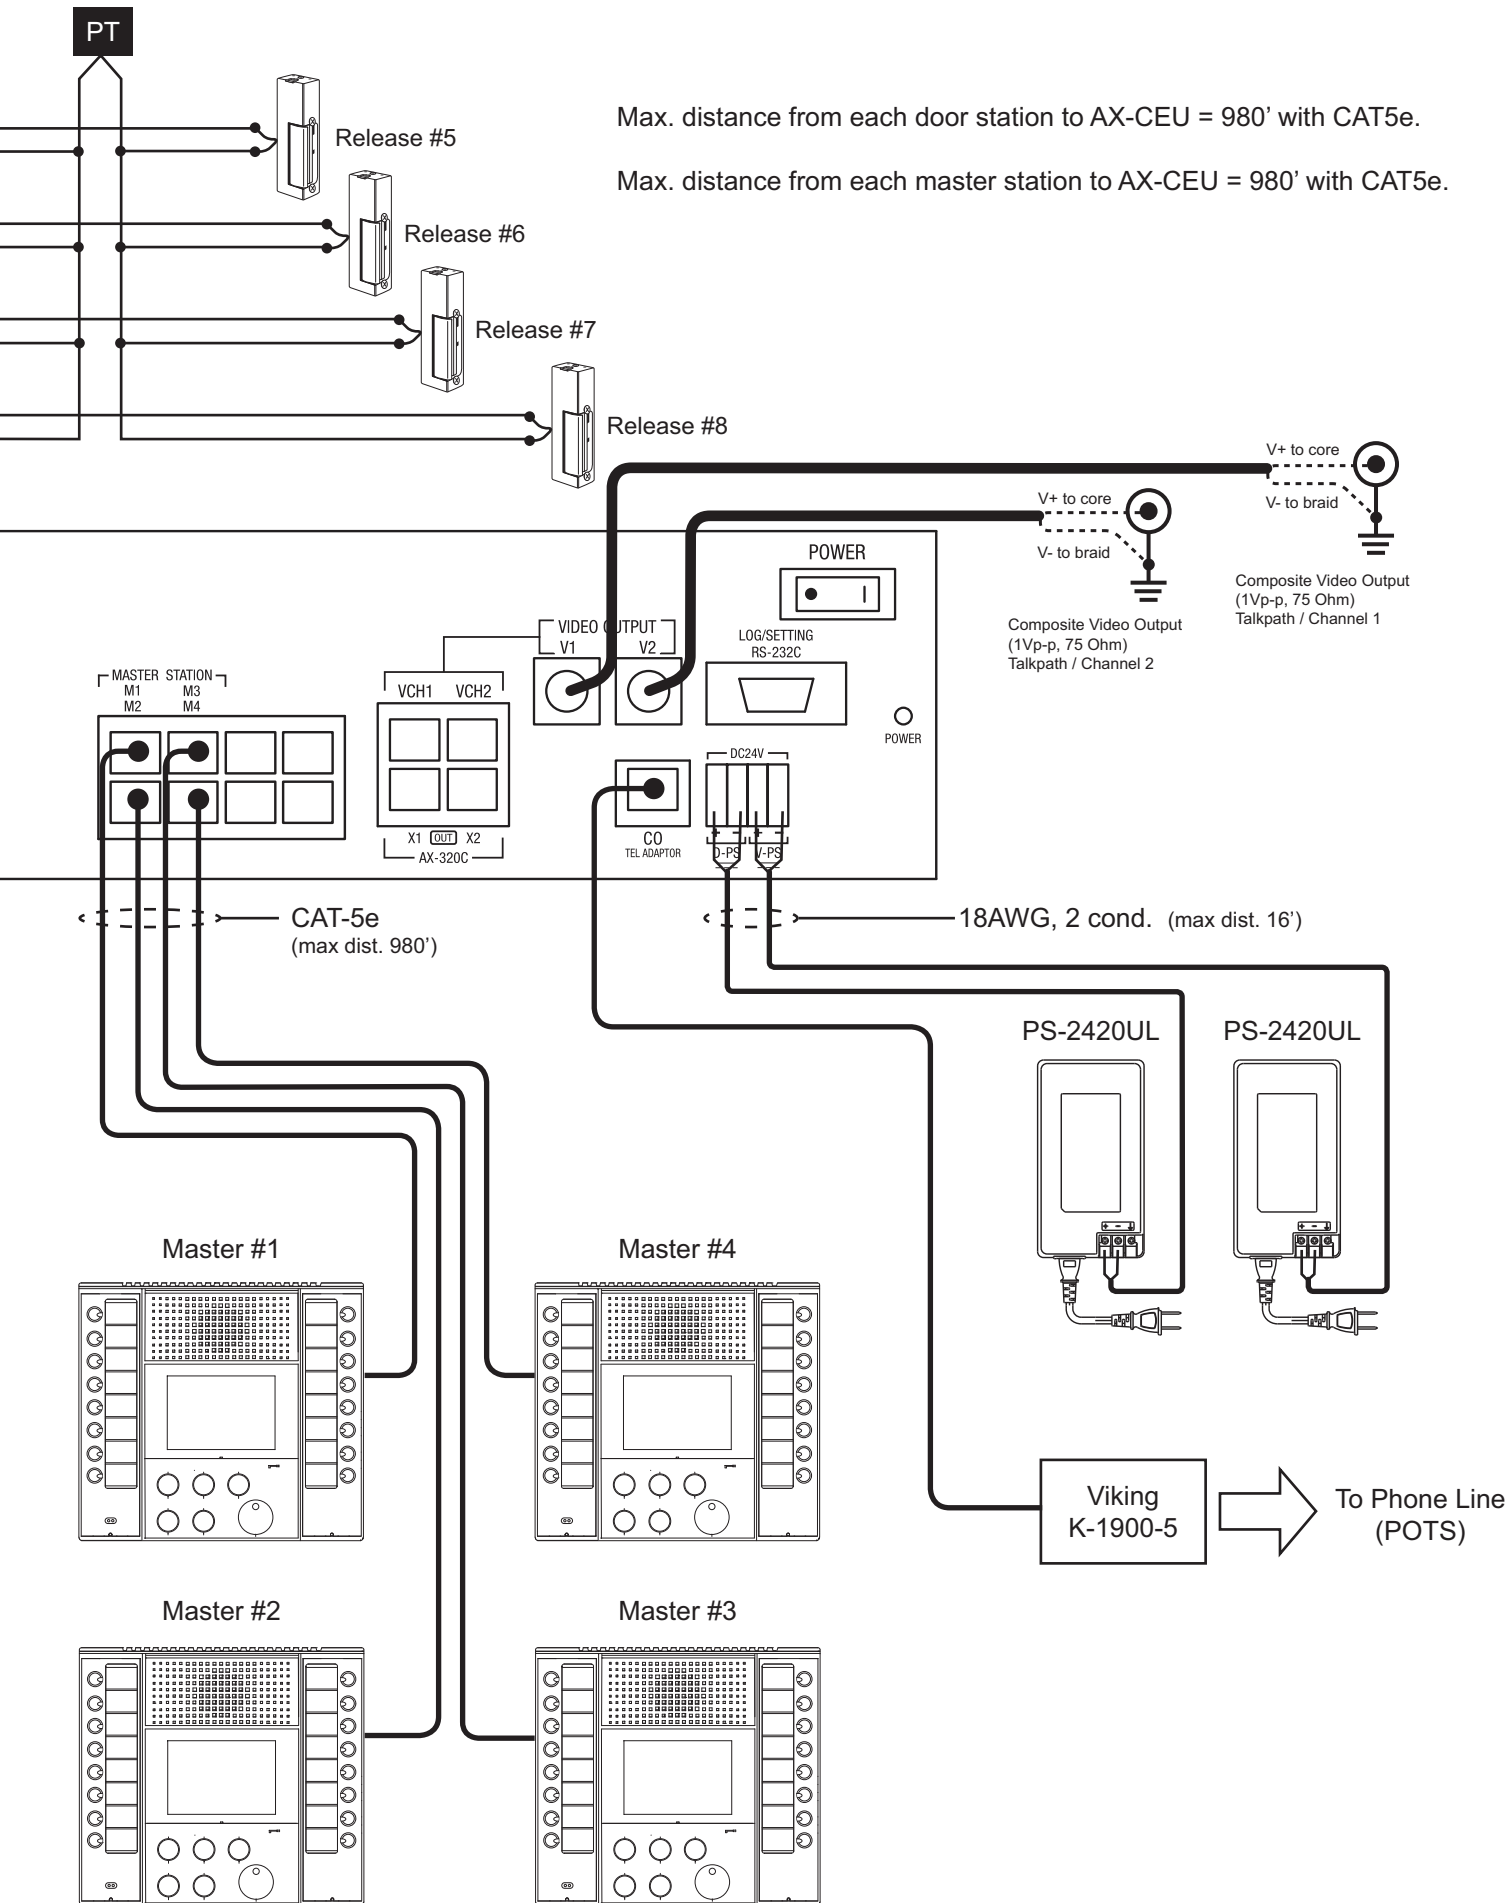 PT
Release #5
Max. distance from each door station to AX-CEU = 980’ with CAT5e.
Max. distance from each master station to AX-CEU = 980’ with CAT5e.
Release #6
Release #7
Release #8
V+ to core
V- to braid
V+ to core
V- to braid
Composite Video Output
(1Vp-p, 75 Ohm)
Talkpath / Channel 1
Composite Video Output
(1Vp-p, 75 Ohm)
Talkpath / Channel 2
POWER
VIDEO OUTPUT
V1 V2
LOG/SETTING
RS-232C
MASTER STATION
M1 M3
M2 M4
VCH1 VCH2
POWER
DC24V
X1 OUT X2
AX-320C
CO
TEL ADAPTOR
+ - + -
D-PS V-PS
CAT-5e
(max dist. 980’)
18AWG, 2 cond. (max dist. 16’)
PS-2420UL PS-2420UL
Master #1 Master #4
Viking
K-1900-5
To Phone Line
(POTS)
Master #2 Master #3